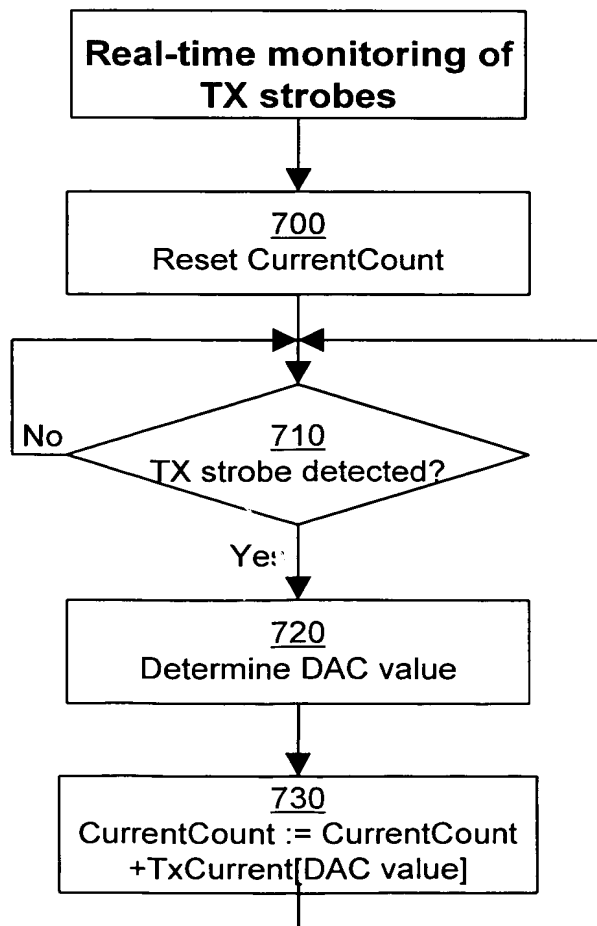 Real-time monitoring of
TX strobes
700
Reset CurrentCount
No
710
TX strobe detected?
Yes
720
Determine DAC value
730
CurrentCount := CurrentCount
+TxCurrent[DAC value]